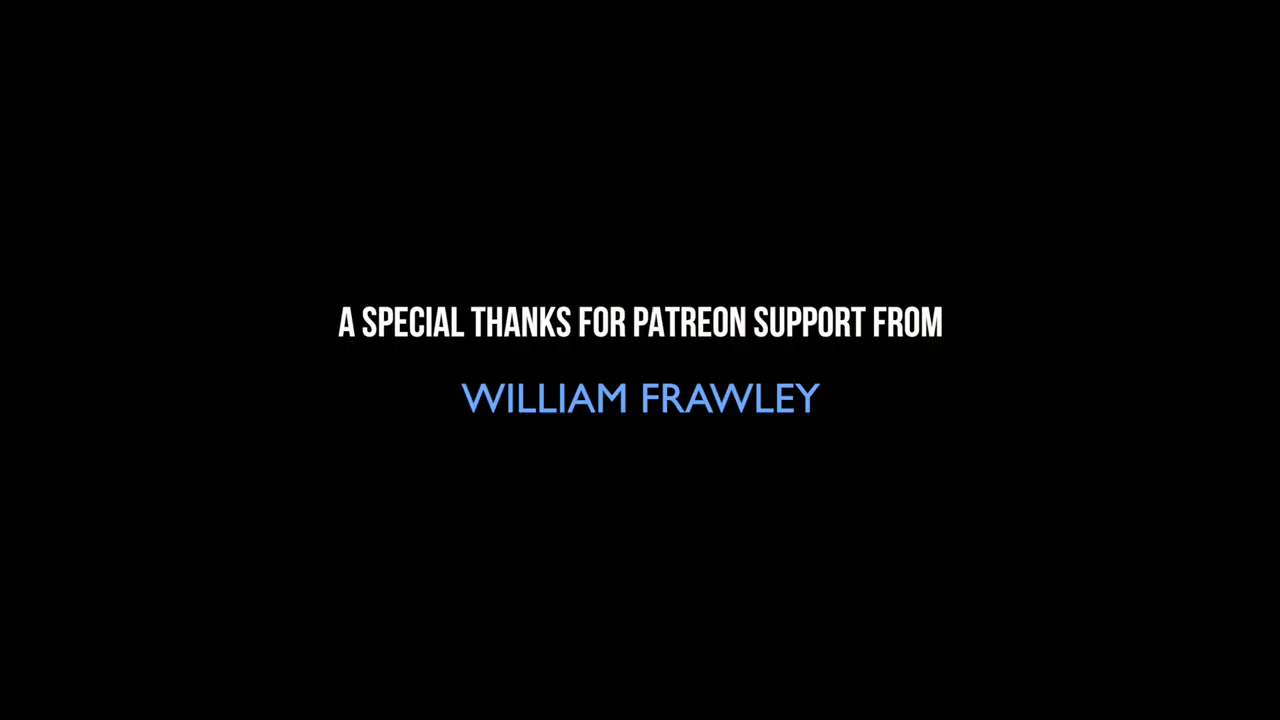 A SPECIAL THANKS FOR PATREON SUPPORT FROM
WILLIAM FRAWLEY